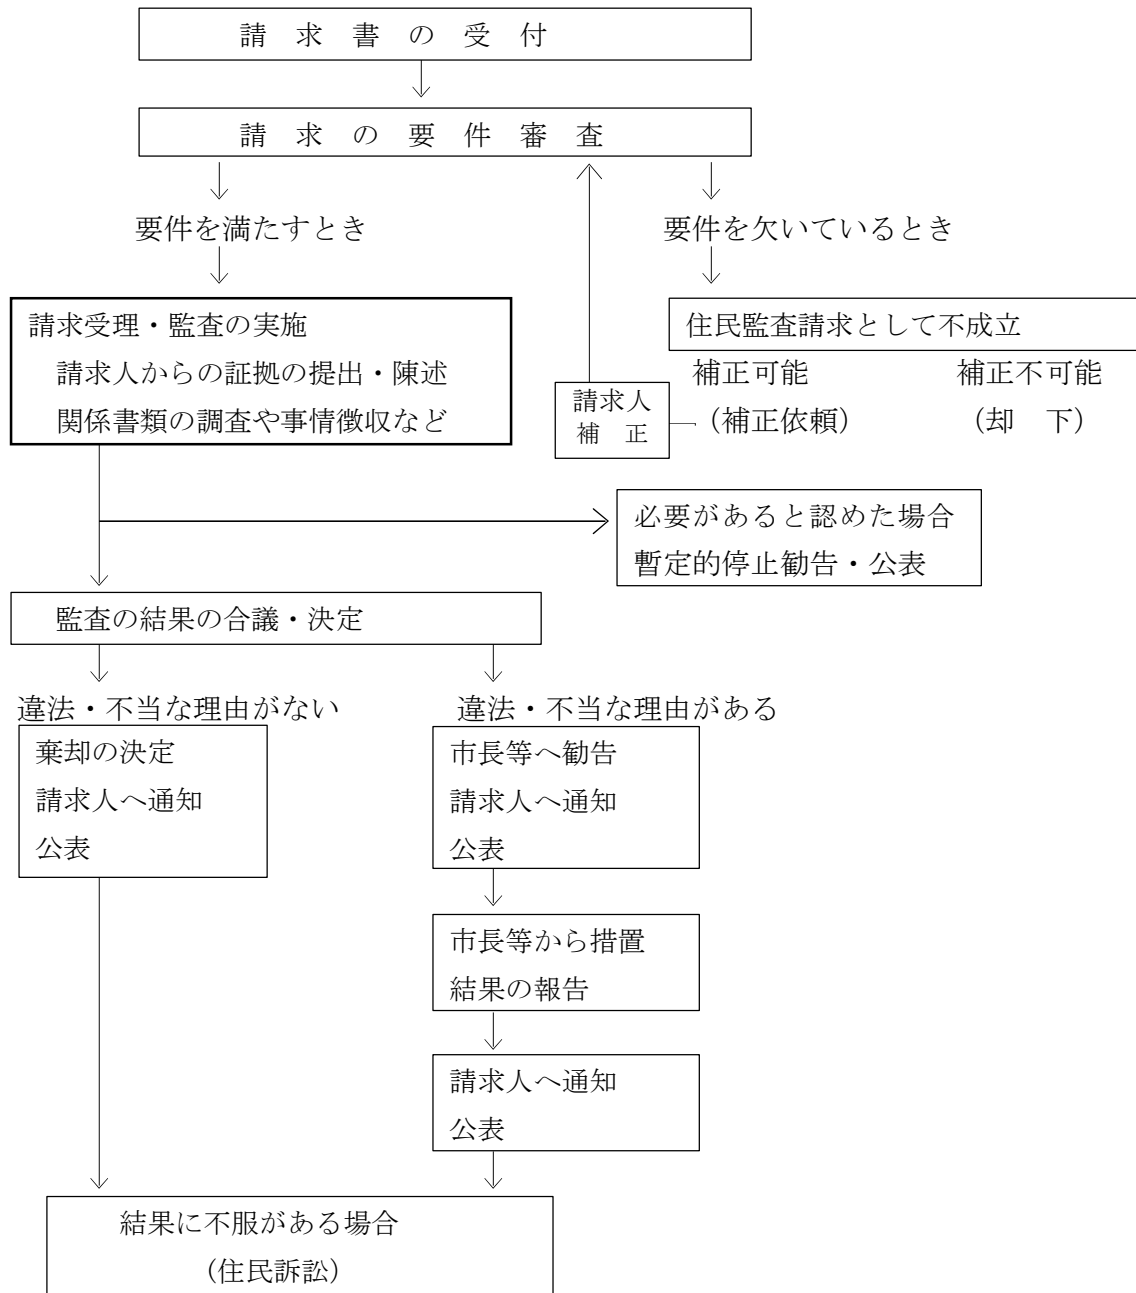 請求書の受付
請求の要件審査
要件を満たすとき
要件を欠いているとき
請求受理・監査の実施
請求人からの証拠の提出・陳述
関係書類の調査や事情徴収など
住民監査請求として不成立
補正可能 補正不可能
(補正依頼) (却 下)
請求人
補 正
必要があると認めた場合
暫定的停止勧告・公表
監査の結果の合議・決定
違法・不当な理由がない
棄却の決定
請求人へ通知
公表
違法・不当な理由がある
市長等へ勧告
請求人へ通知
公表
市長等から措置
結果の報告
請求人へ通知
公表
結果に不服がある場合
(住民訴訟)